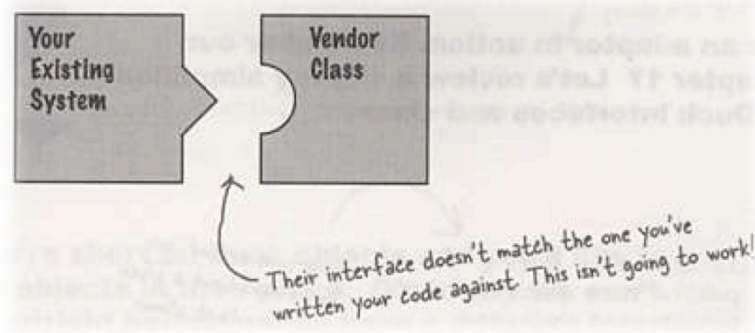 Your
Existing
System
Vendor
Class
Their interface doesn't match the one you've
written your code against. This isn't going to work!